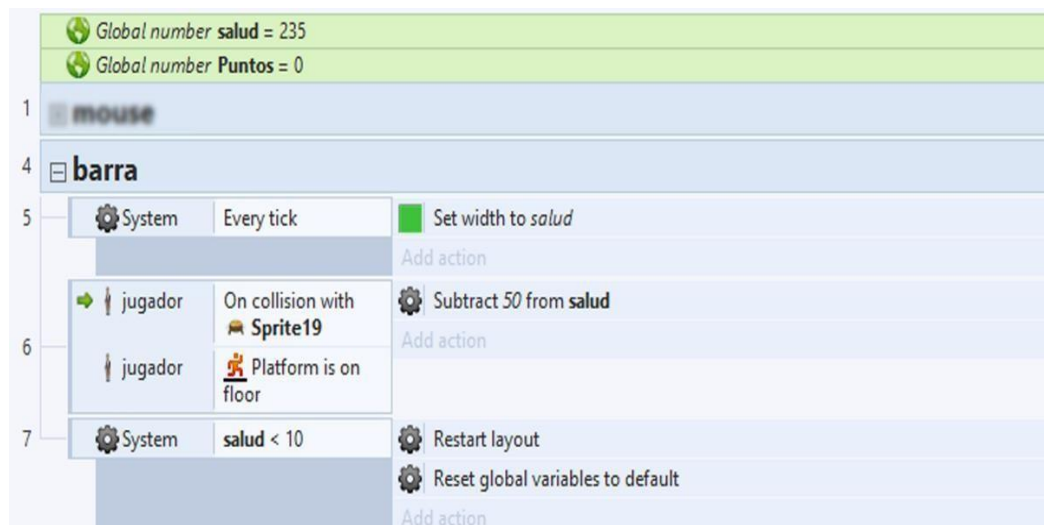 Global number salud = 235
Global number Puntos = 0
1
mouse
4 barra
5 System Every tick Set width to salud
Add action
6
jugador On collision with Sprite19 Subtract 50 from salud
Add action
jugador Platform is on floor
7 System salud < 10 Restart layout
Reset global variables to default
Add action